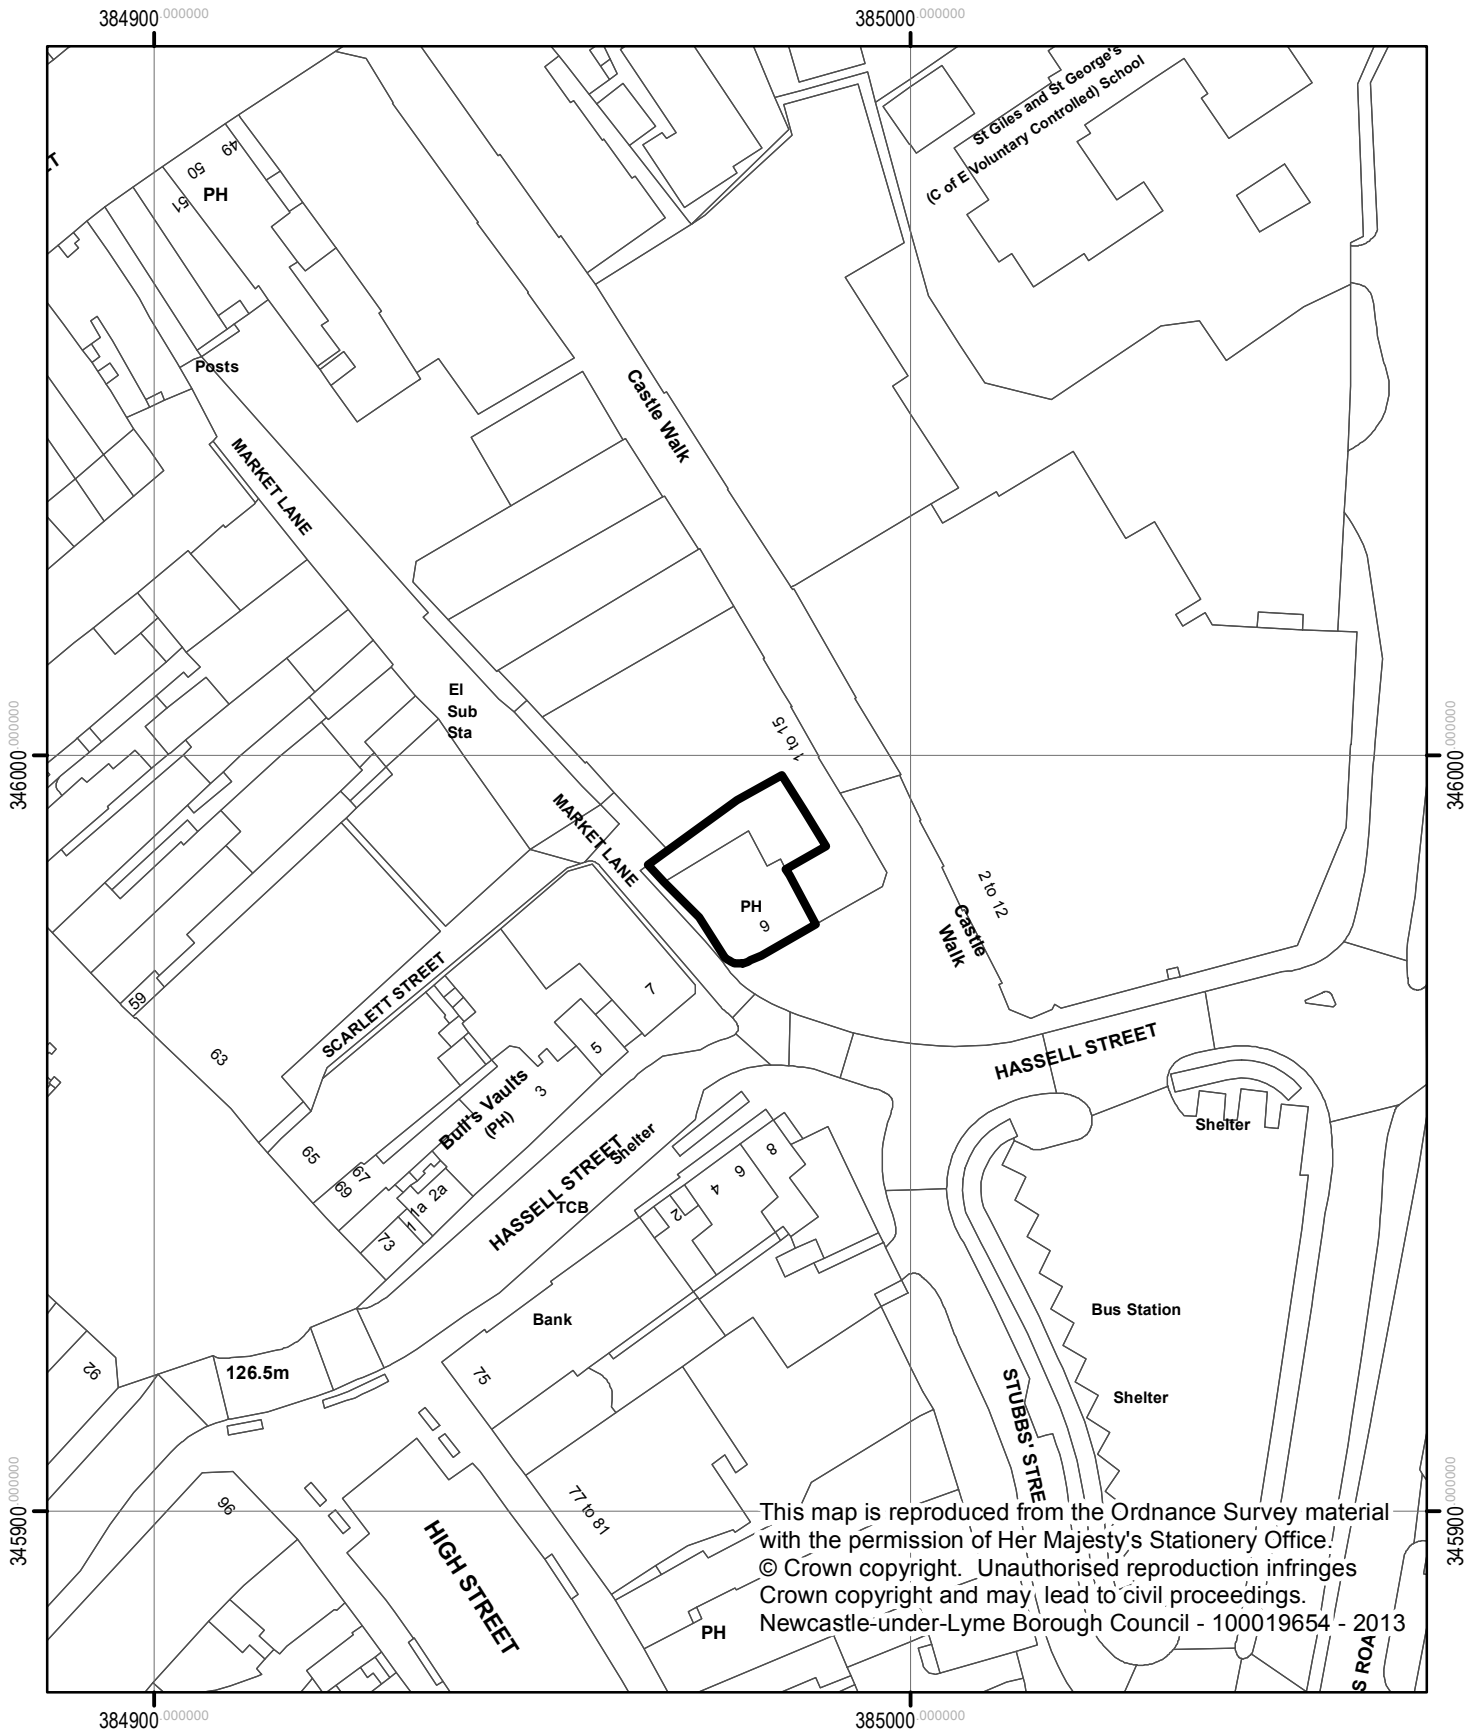 384900.000000
385000.000000
St Giles and St George's
(C of E Voluntary Controlled) School
49
50
PH
51
Posts
Castle Walk
MARKET LANE
El
Sub
Sta
1 to 15
346000.000000
346000.000000
MARKET LANE
PH
6
2 to 12
Castle
Walk
SCARLETT STREET
59
7
63
5
HASSELL STREET
3
Bull's Vaults
(PH)
Shelter
Shelter
65
67
69
8
6
4
2
2a
1a
1
73
HASSELL STREET
TCB
Bus Station
Bank
92
126.5m
75
STUBBS' STRE
Shelter
96
77 to 81
345900.000000
345900.000000
HIGH STREET
This map is reproduced from the Ordnance Survey material
with the permission of Her Majesty's Stationery Office.
© Crown copyright. Unauthorised reproduction infringes
Crown copyright and may lead to civil proceedings.
Newcastle-under-Lyme Borough Council - 100019654 - 2013
PH
S ROA
384900.000000
385000.000000